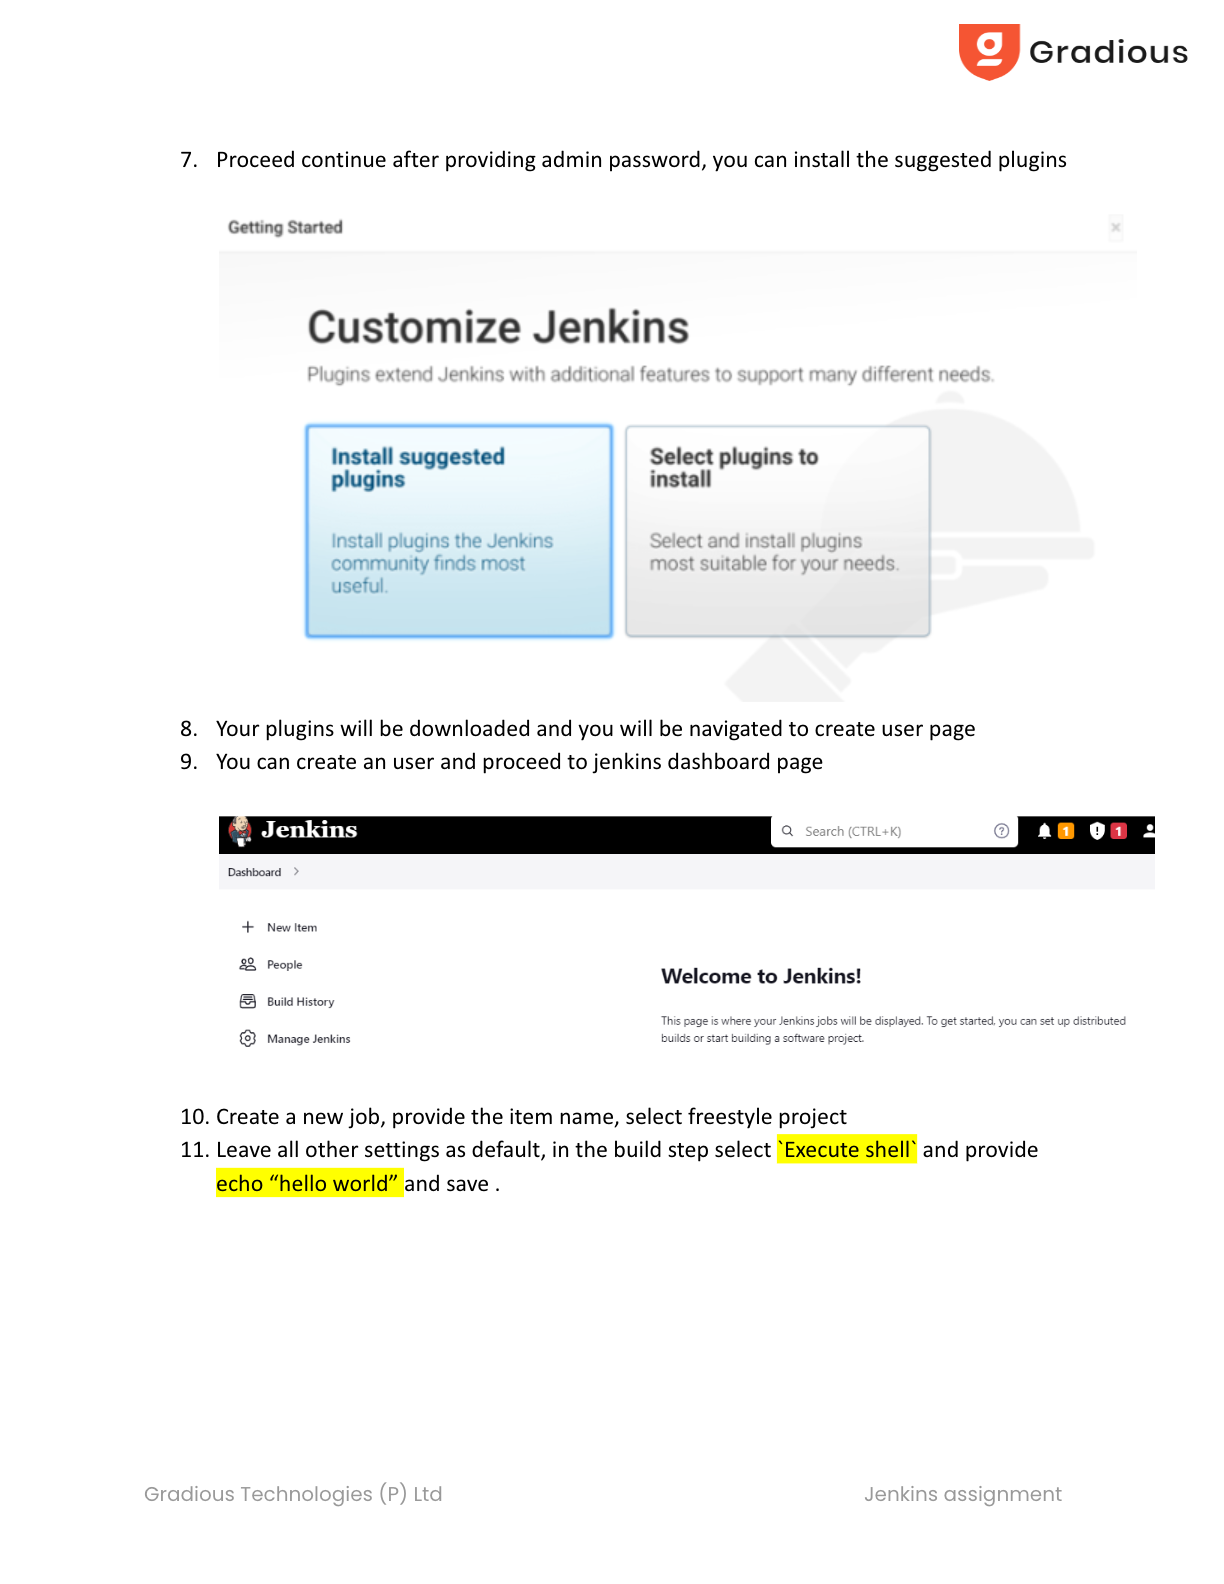 Gradious
7. Proceed continue after providing admin password, you can install the suggested plugins
Getting Started
×
Customize Jenkins
Plugins extend Jenkins with additional features to support many different needs.
Install suggested
plugins
Install plugins the Jenkins
community finds most
useful.
Select plugins to
install
Select and install plugins
most suitable for your needs.
8. Your plugins will be downloaded and you will be navigated to create user page
9. You can create an user and proceed to jenkins dashboard page
Jenkins
Search (CTRL+K)
?
1
1
Dashboard >
New Item
People
Build History
Manage Jenkins
Welcome to Jenkins!
This page is where your Jenkins jobs will be displayed. To get started, you can set up distributed
builds or start building a software project.
10. Create a new job, provide the item name, select freestyle project
11. Leave all other settings as default, in the build step select `Execute shell` and provide
echo “hello world” and save .
Gradious Technologies (P) Ltd
Jenkins assignment